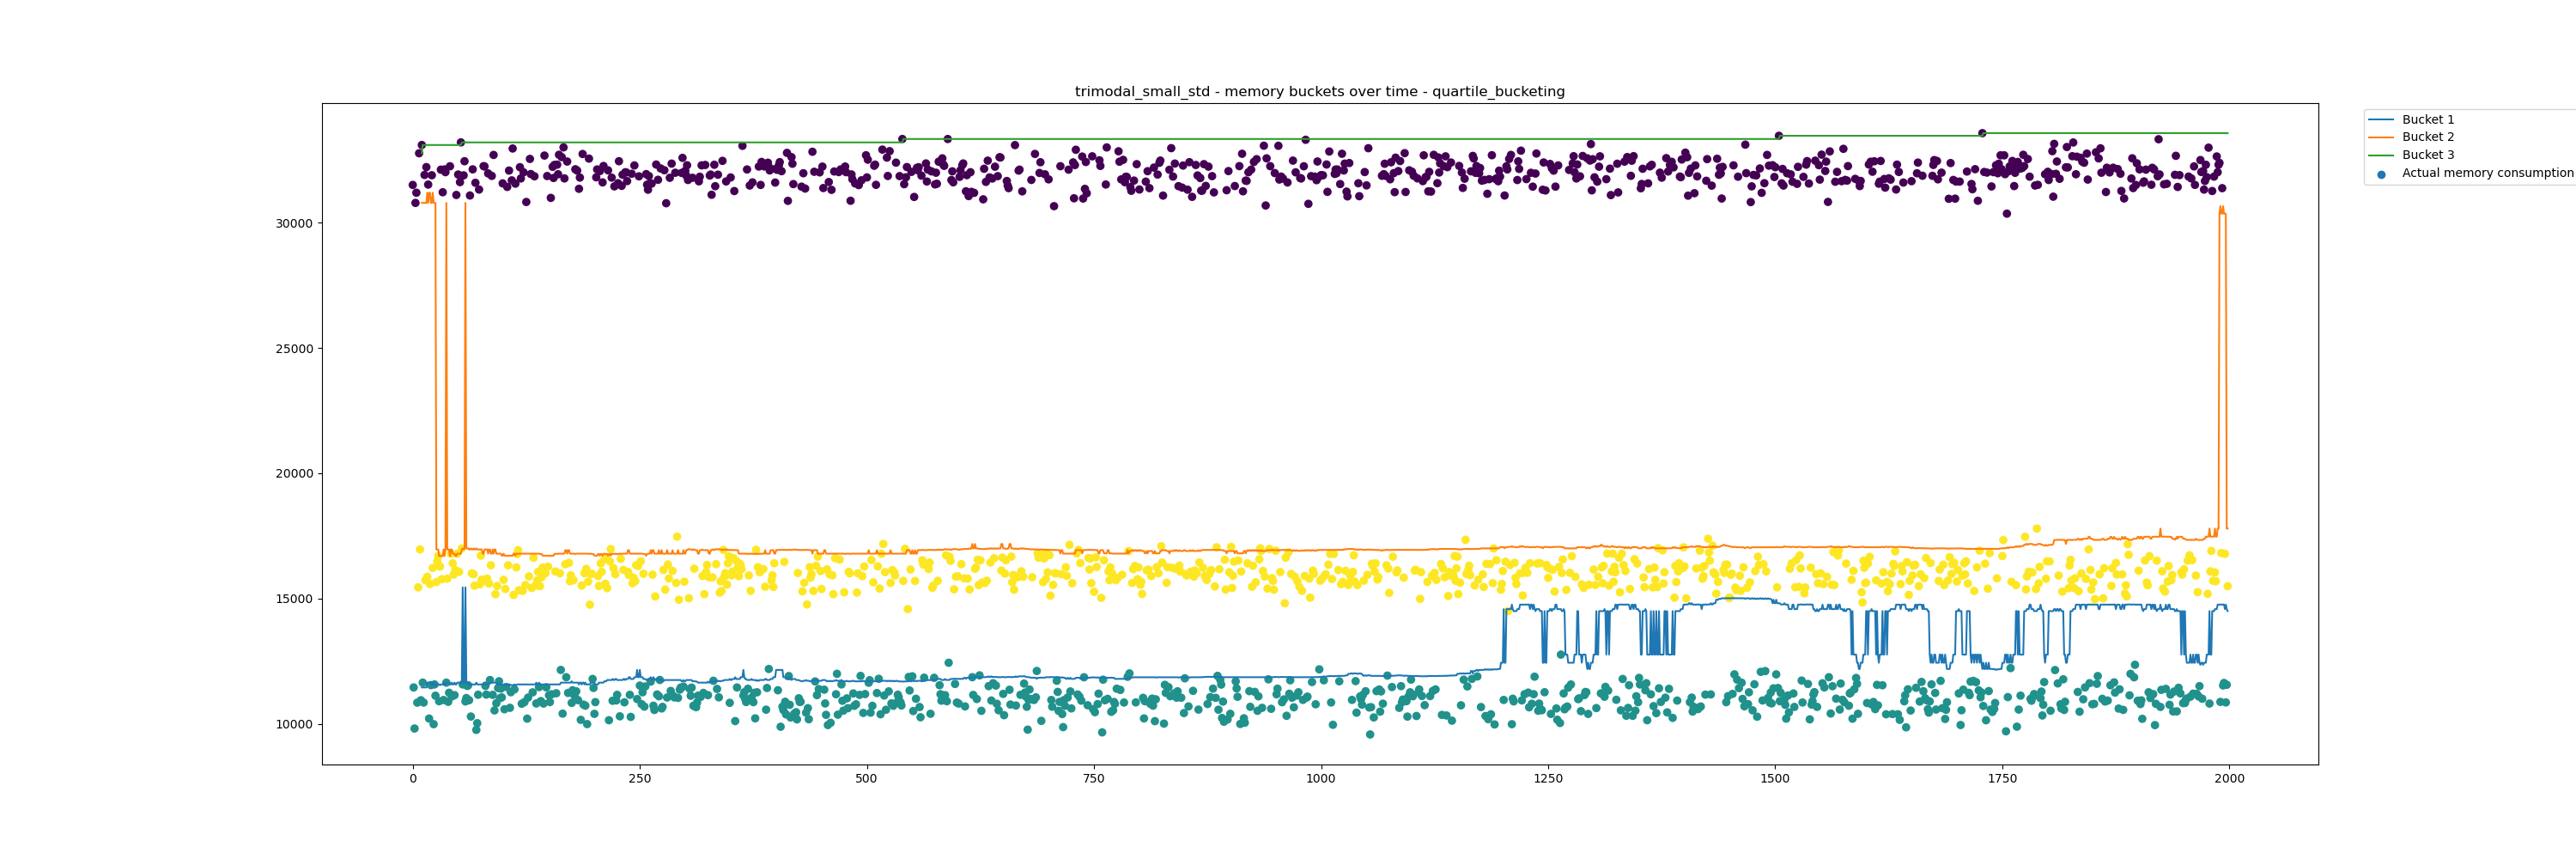 trimodal_small_std - memory buckets over time - quartile_bucketing
Bucket 1
Bucket 2
Bucket 3
Actual memory consumption
30000
25000
20000
15000
10000
0 250 500 750 1000 1250 1500 1750 2000